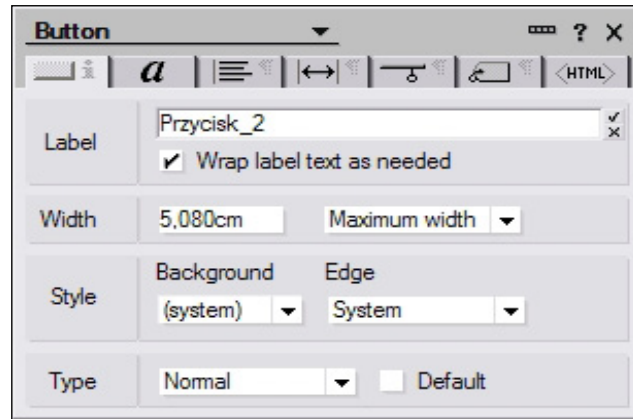 Button ?
a <HTML>
Label Przycisk_2
Wrap label text as needed
Width 5,080cm Maximum width
Background Edge
Style (system) System
Type Normal Default